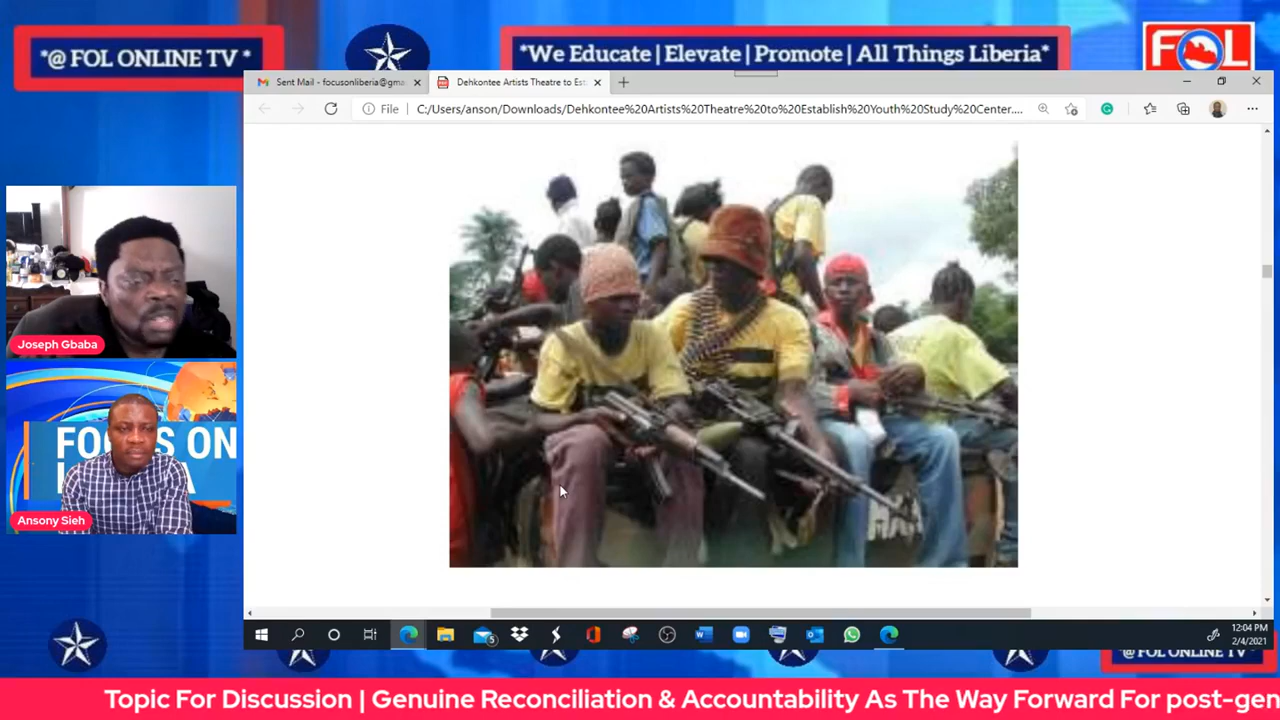 *@ FOL ONLINE TV *
*We Educate | Elevate | Promote | All Things Liberia*
FOL
Sent Mail - focusonliberia@gma
Dehkontee Artists Theatre to Est
File
C:/Users/anson/Downloads/Dehkontee%20Artists%20Theatre%20to%20Establish%20Youth%20Study%20Center....
Joseph Gbaba
FOCUS ON
Ansony Sieh
5
12:04 PM
2/4/2021
*@ FOL ONLINE TV *
Topic For Discussion | Genuine Reconciliation & Accountability As The Way Forward For post-gen